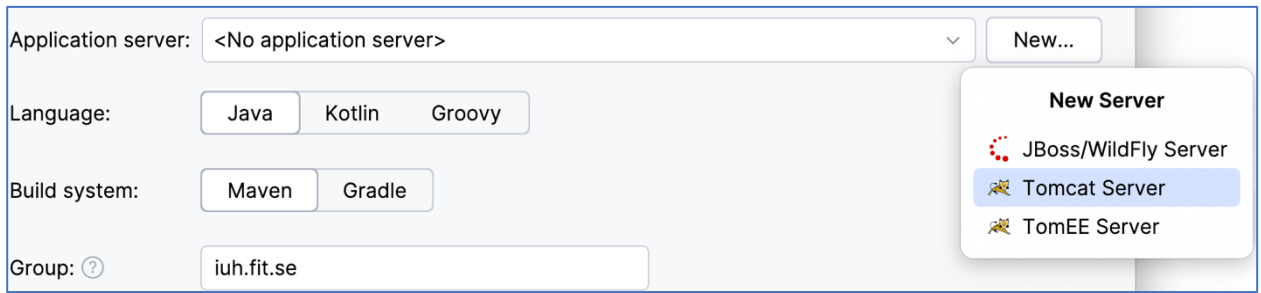 Application server: <No application server> New...
New Server
Language: Java Kotlin Groovy
JBoss/WildFly Server
Build system: Maven Gradle
Tomcat Server
TomEE Server
Group: ? iuh.fit.se